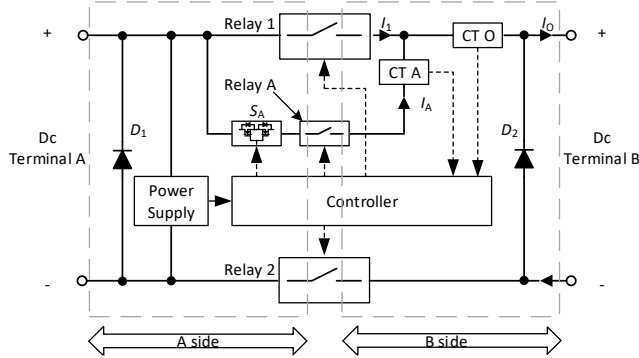 Relay 1
I1
CT O
IO
+
+
CT A
Relay A
IA
SA
Dc
Terminal A
D1
D2
Dc
Terminal B
Power
Supply
Controller
Relay 2
-
-
A side
B side